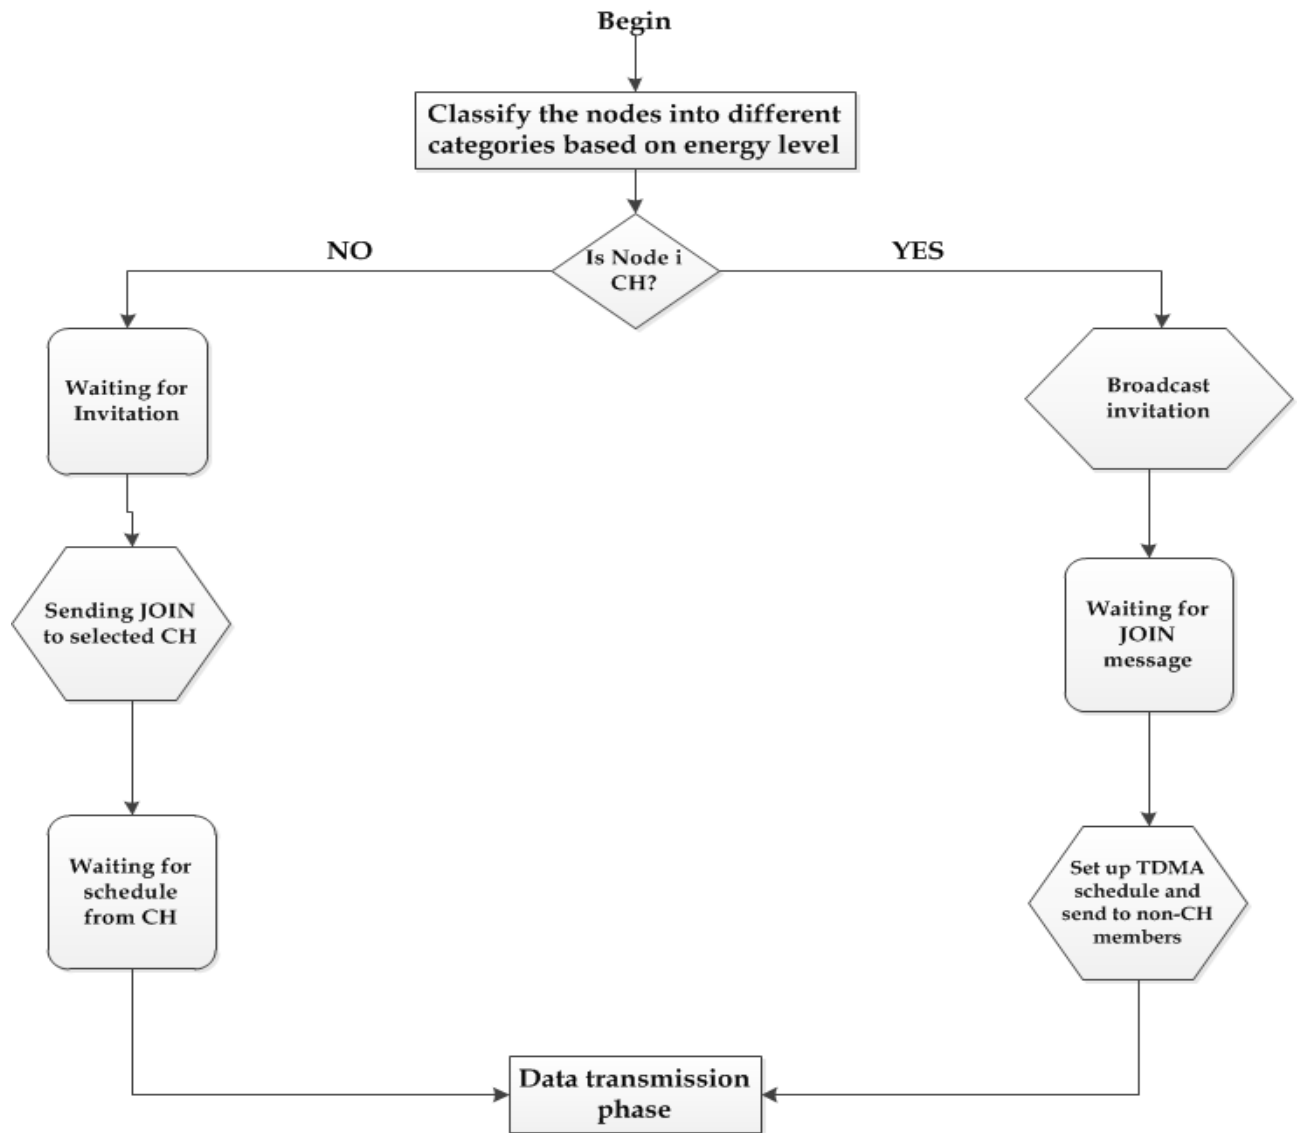 Begin
Classify the nodes into different
categories based on energy level
NO
Is Node i
CH?
YES
Waiting for
Invitation
Broadcast
invitation
Sending JOIN
to selected CH
Waiting for
JOIN
message
Waiting for
schedule
from CH
Set up TDMA
schedule and
send to non-CH
members
Data transmission
phase